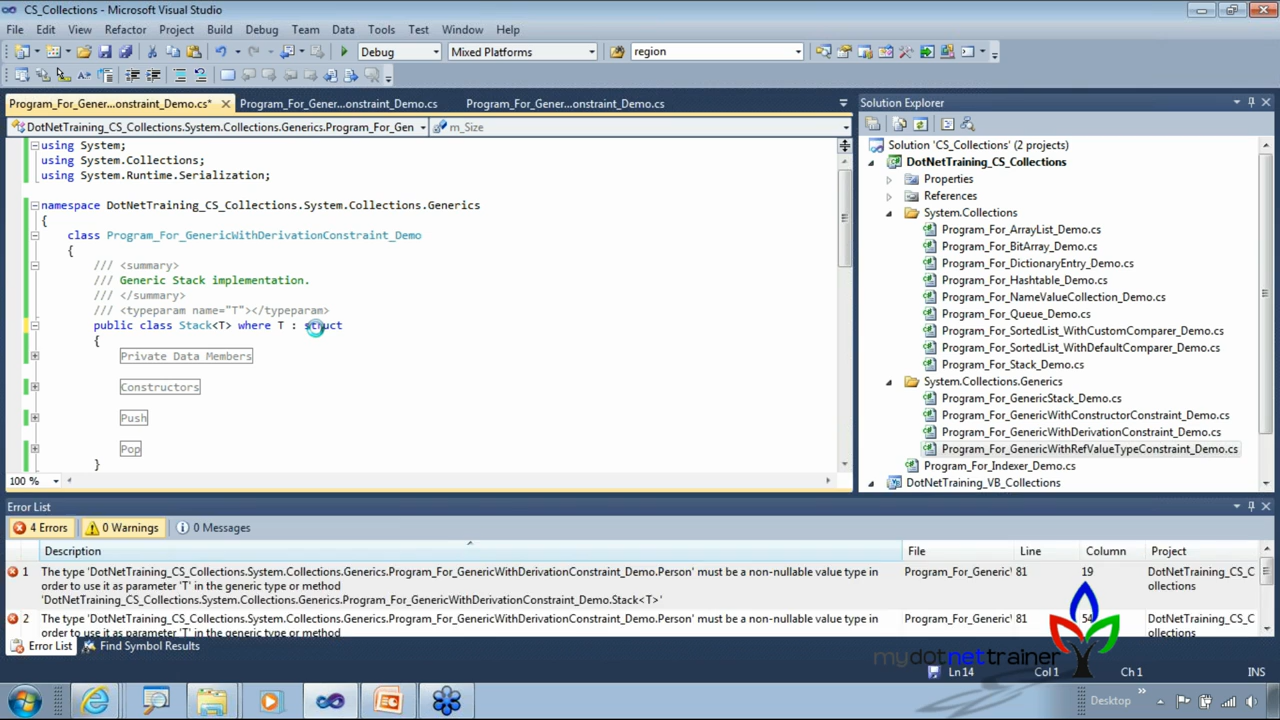 CS_Collections - Microsoft Visual Studio
File Edit View Refactor Project Build Debug Team Data Tools Test Window Help
Debug Mixed Platforms region
Program_For_Gener...onstraint_Demo.cs* Program_For_Gener...onstraint_Demo.cs Program_For_Gener...onstraint_Demo.cs
DotNetTraining_CS_Collections.System.Collections.Generics.Program_For_Gen m_Size
using System;
using System.Collections;
using System.Runtime.Serialization;
namespace DotNetTraining_CS_Collections.System.Collections.Generics
{
class Program_For_GenericWithDerivationConstraint_Demo
{
/// <summary>
/// Generic Stack implementation.
/// </summary>
/// <typeparam name="T"></typeparam>
public class Stack<T> where T : struct
{
Private Data Members
Constructors
Push
Pop
}
100 %
Solution Explorer
Solution 'CS_Collections' (2 projects)
DotNetTraining_CS_Collections
Properties
References
System.Collections
Program_For_ArrayList_Demo.cs
Program_For_BitArray_Demo.cs
Program_For_DictionaryEntry_Demo.cs
Program_For_Hashtable_Demo.cs
Program_For_NameValueCollection_Demo.cs
Program_For_Queue_Demo.cs
Program_For_SortedList_WithCustomComparer_Demo.cs
Program_For_SortedList_WithDefaultComparer_Demo.cs
Program_For_Stack_Demo.cs
System.Collections.Generics
Program_For_GenericStack_Demo.cs
Program_For_GenericWithConstructorConstraint_Demo.cs
Program_For_GenericWithDerivationConstraint_Demo.cs
Program_For_GenericWithRefValueTypeConstraint_Demo.cs
Program_For_Indexer_Demo.cs
DotNetTraining_VB_Collections
Error List
4 Errors 0 Warnings 0 Messages
Description File Line Column Project
1 The type 'DotNetTraining_CS_Collections.System.Collections.Generics.Program_For_GenericWithDerivationConstraint_Demo.Person' must be a non-nullable value type in Program_For_Generic' 81 19 DotNetTraining_CS_C
order to use it as parameter 'T' in the generic type or method ollections
'DotNetTraining_CS_Collections.System.Collections.Generics.Program_For_GenericWithDerivationConstraint_Demo.Stack<T>'
2 The type 'DotNetTraining_CS_Collections.System.Collections.Generics.Program_For_GenericWithDerivationConstraint_Demo.Person' must be a non-nullable value type in Program_For_Generic' 81 54 DotNetTraining_CS_C
order to use it as parameter 'T' in the generic type or method ollections
Error List Find Symbol Results
mydotnettrainer
Ln 14 Col 1 Ch 1 INS
Desktop